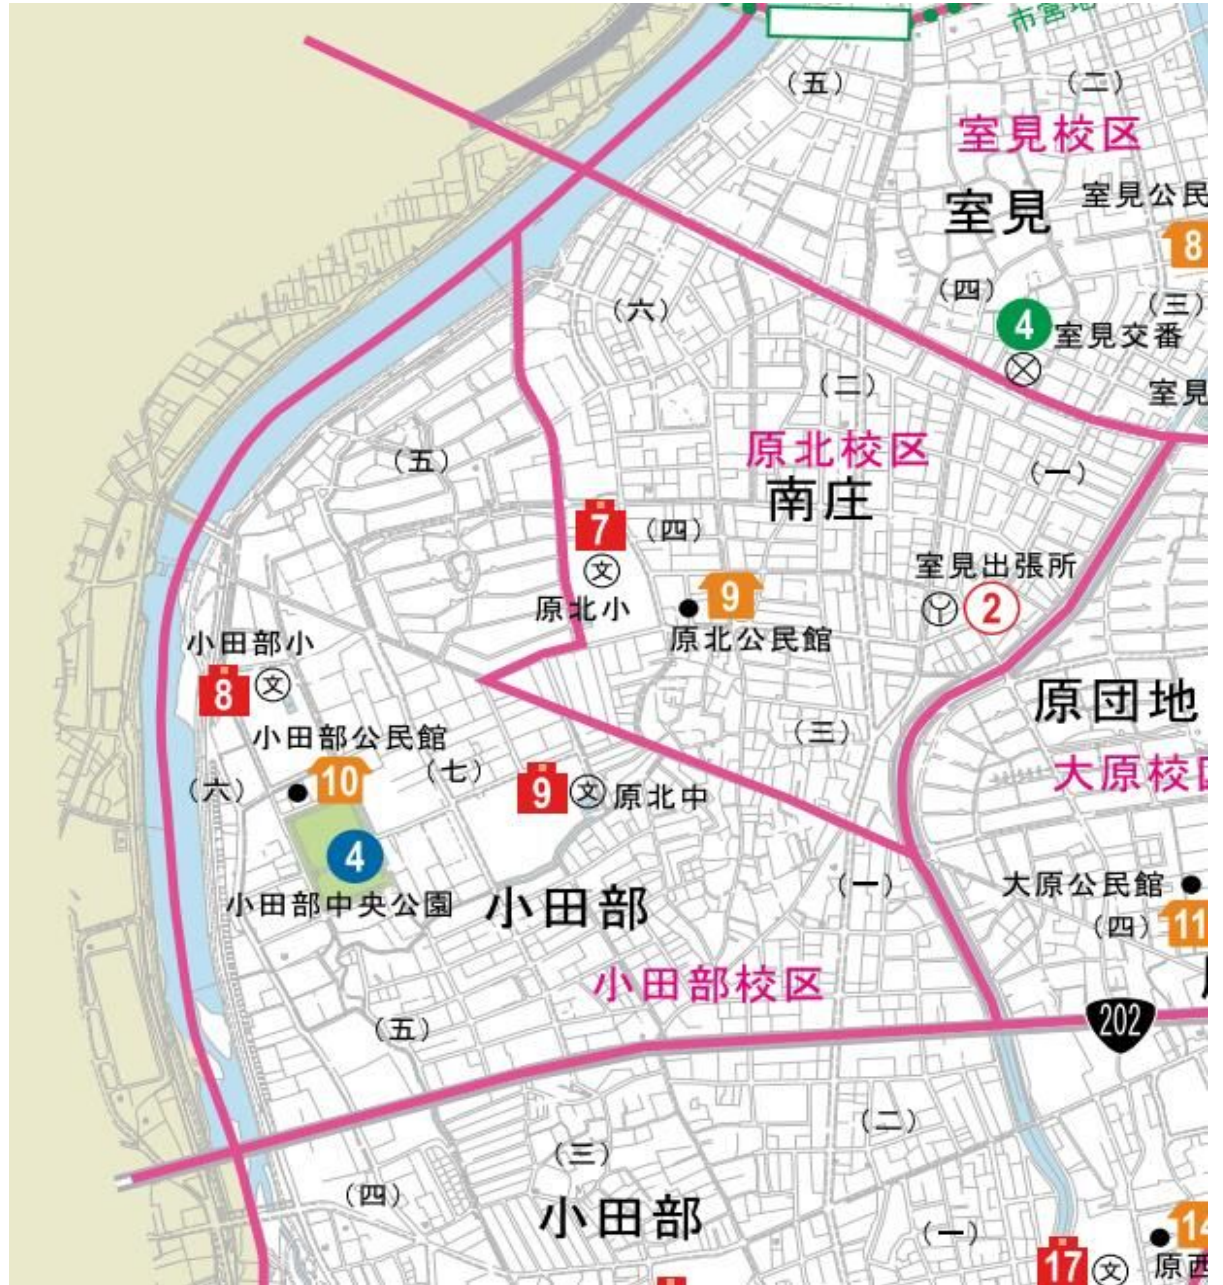 市営地
(五)
(二)
室見校区
室見
室見公民
8
(六)
(四)
4
(三)
室見交番
(二)
室見
原北校区
(五)
(一)
南庄
7
(四)
文
室見出張所
原北小
9
2
原北公民館
小田部小
8
文
原団地
小田部公民館
(三)
大原校区
(六)
10
(七)
9
文
原北中
4
(一)
大原公民館
小田部中央公園
小田部
(四)
11
小田部校区
202
(五)
(二)
(三)
(四)
小田部
(一)
14
17
文
原西